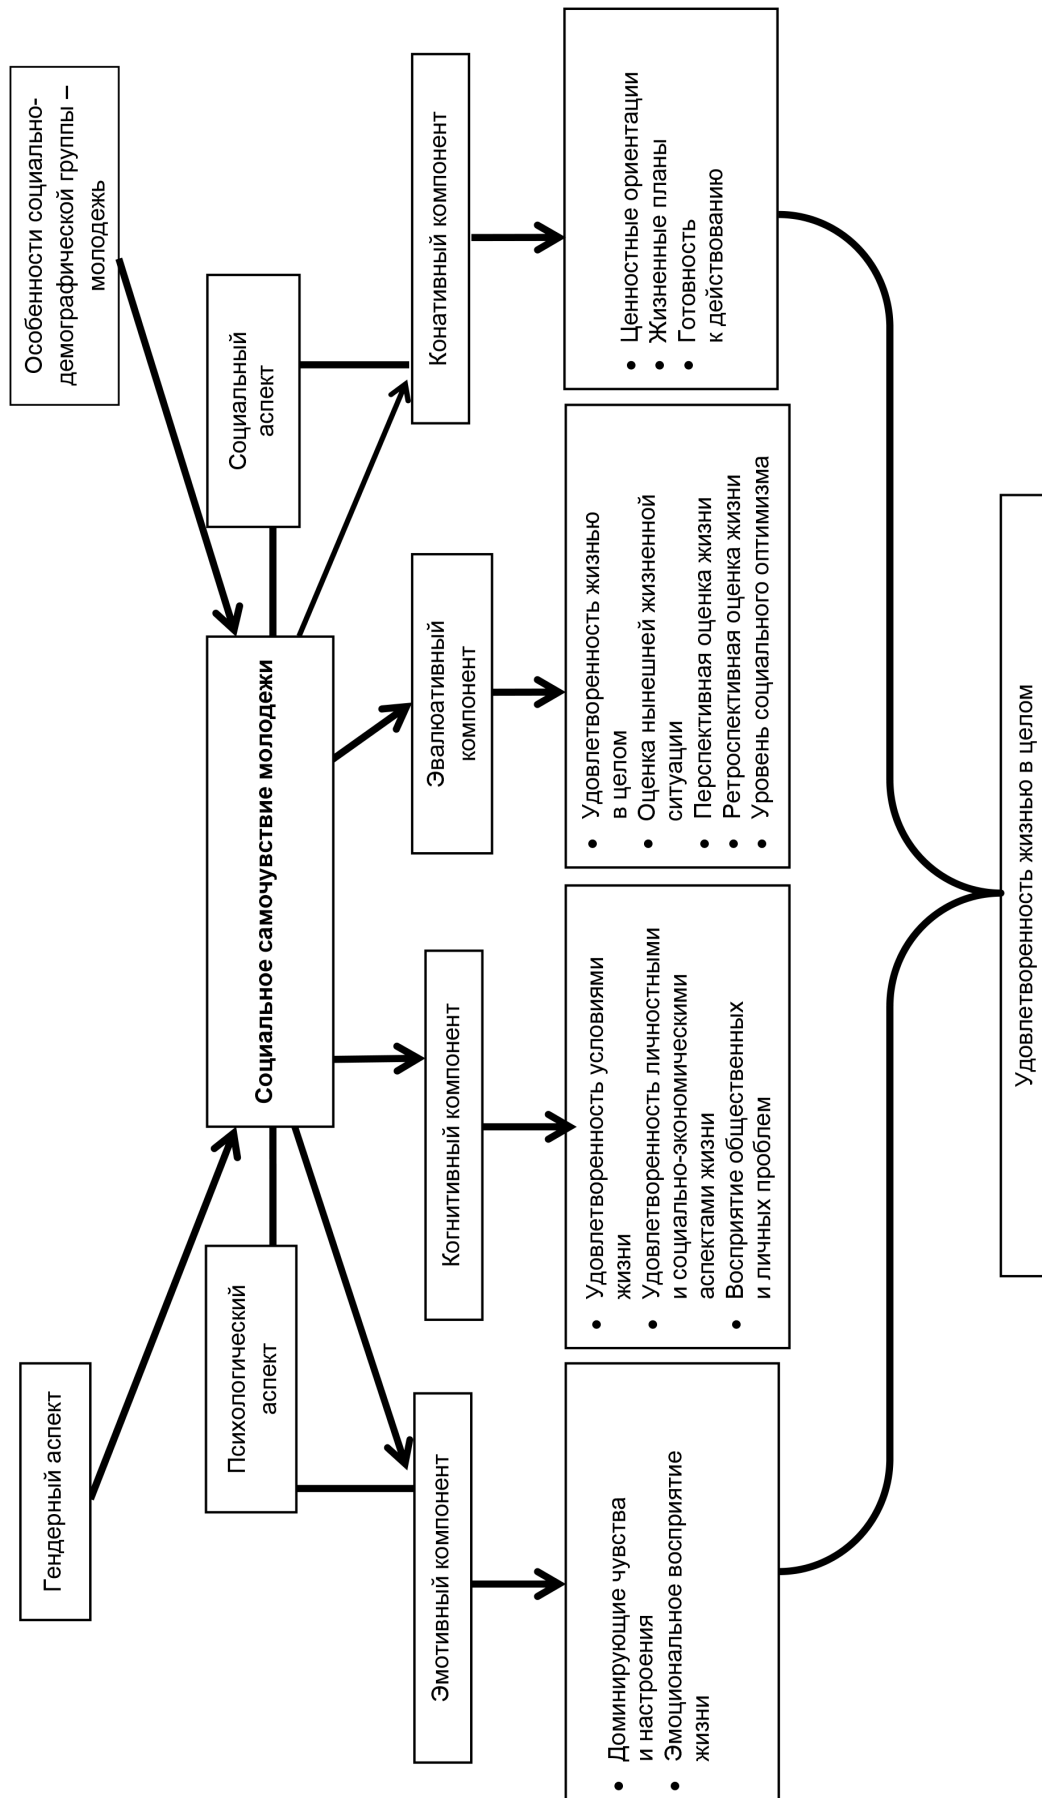 Гендерный аспект
Особенности социально-
демографической группы –
молодежь
Психологический
аспект
Социальное самочувствие молодежи
Социальный
аспект
Эмотивный компонент
Когнитивный компонент
Эвалюативный
компонент
Конативный компонент
• Доминирующие чувства
и настроения
• Эмоциональное восприятие
жизни
• Удовлетворенность условиями
жизни
• Удовлетворенность личностными
и социально-экономическими
аспектами жизни
• Восприятие общественных
и личных проблем
• Удовлетворенность жизнью
в целом
• Оценка нынешней жизненной
ситуации
• Перспективная оценка жизни
• Ретроспективная оценка жизни
• Уровень социального оптимизма
• Ценностные ориентации
• Жизненные планы
• Готовность
к действованию
Удовлетворенность жизнью в целом